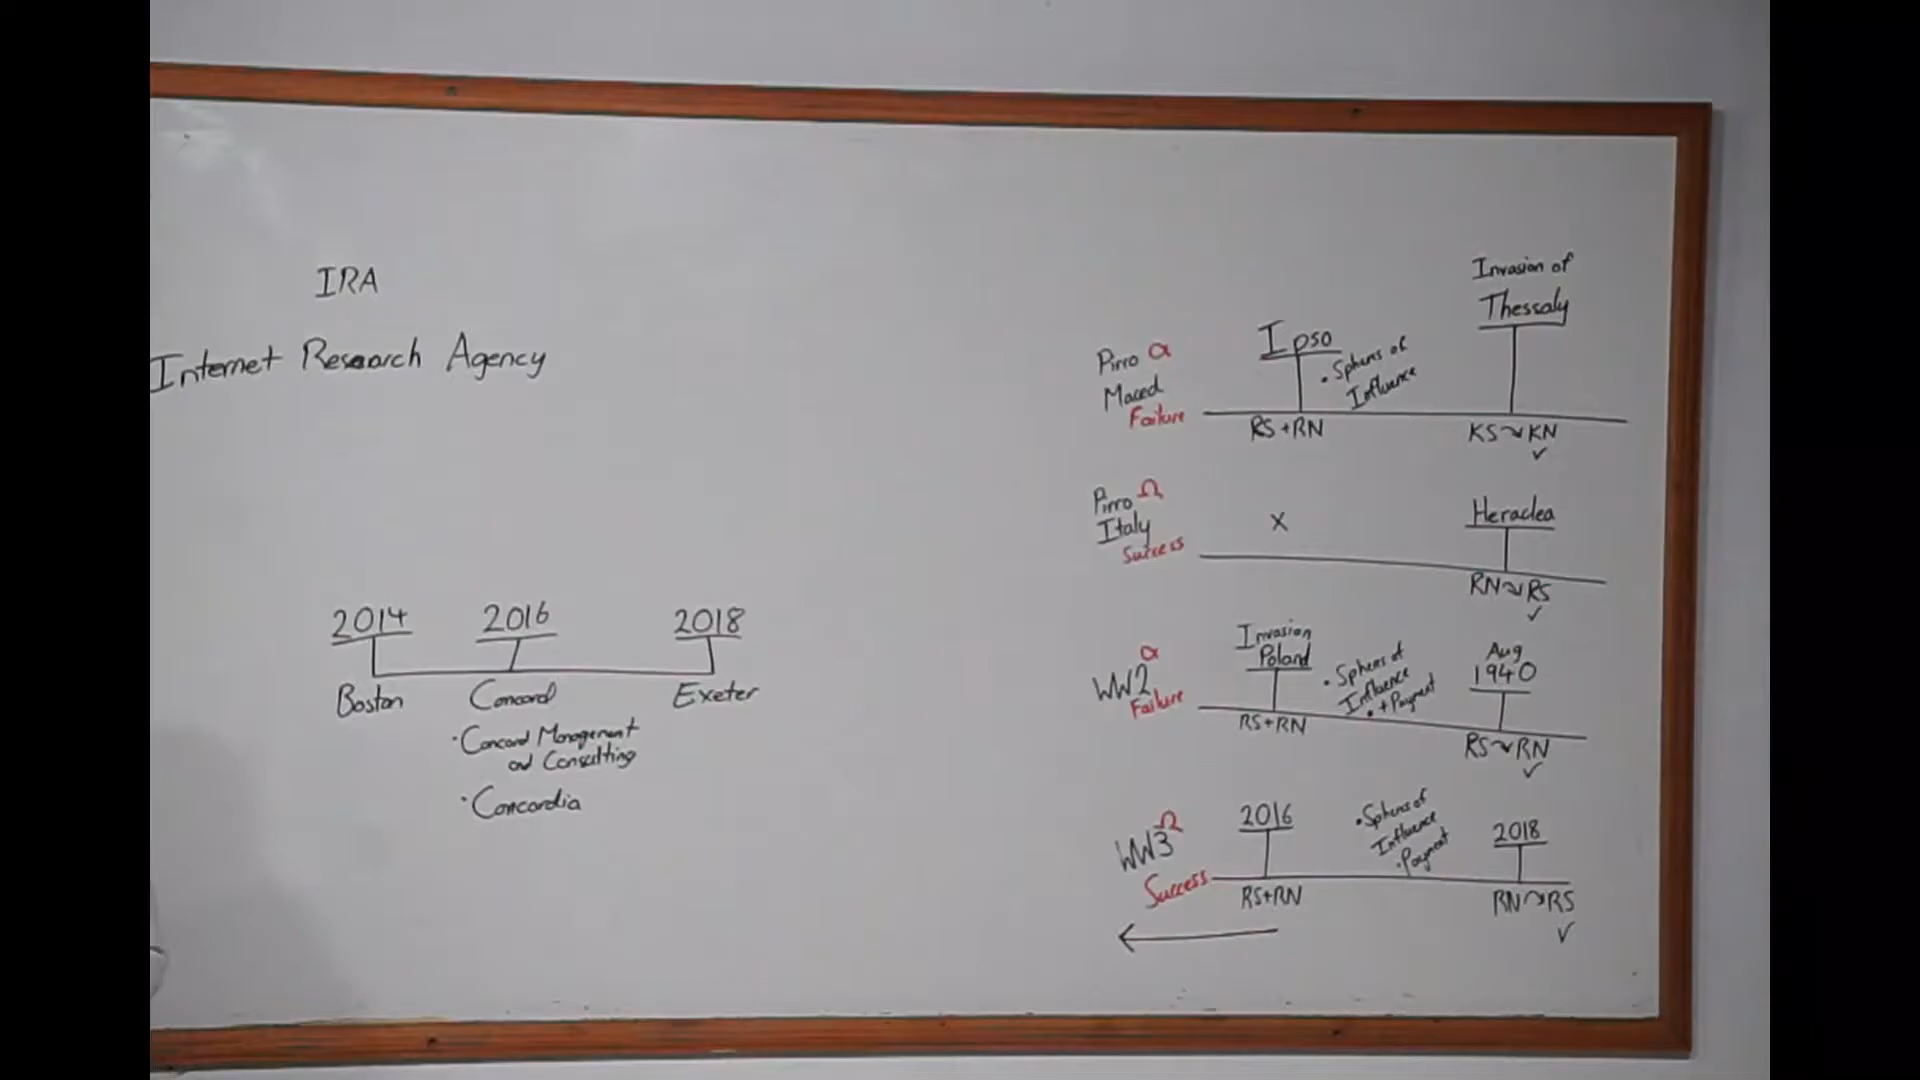 IRA
Internet Research Agency
2014 2016 2018
Boston Concord Exeter
·Concord Management
and Consulting
·Concordia
Invasion of
Thessaly
Pirro α
Maced
Failure
Ipso
•Spheres of
Influence
RS+RN
KS↝KN
✓
Pirro Ω
Italy
Success
X
Heraclea
RN↝RS
✓
WW2 α
Failure
Invasion
Poland
•Spheres of
Influence
•+Payment
Aug
1940
RS+RN
RS↝RN
✓
WW3 Ω
Success
2016
•Spheres of
Influence
•Payment
2018
RS+RN
RN↝RS
✓
←